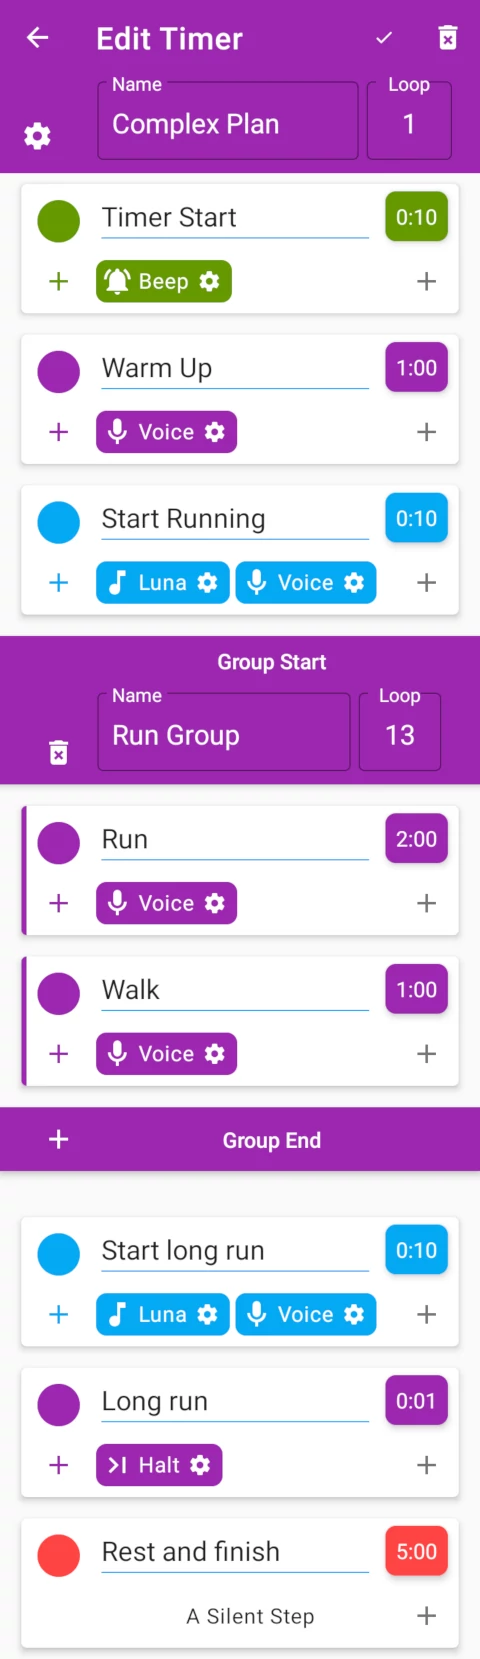 Edit Timer
Name
Loop
Complex Plan
1
Timer Start
0:10
Beep
Warm Up
1:00
Voice
Start Running
0:10
Luna
Voice
Group Start
Name
Loop
Run Group
13
Run
2:00
Voice
Walk
1:00
Voice
Group End
Start long run
0:10
Luna
Voice
Long run
0:01
Halt
Rest and finish
5:00
A Silent Step